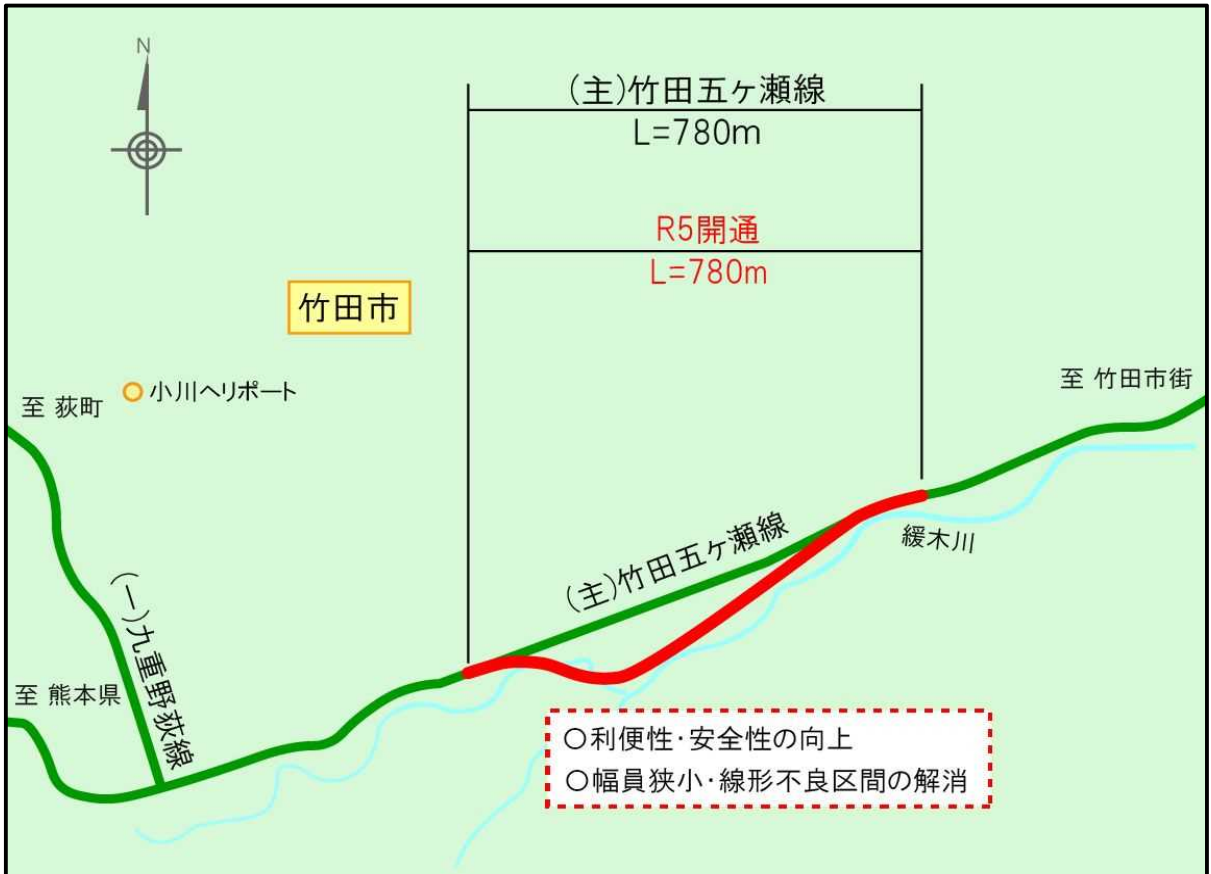 N
(主)竹田五ヶ瀬線
L=780m
R5開通
L=780m
竹田市
小川ヘリポート
至 荻町
至 竹田市街
緩木川
(主)竹田五ヶ瀬線
(一)九重野荻線
至 熊本県
○利便性・安全性の向上
○幅員狭小・線形不良区間の解消